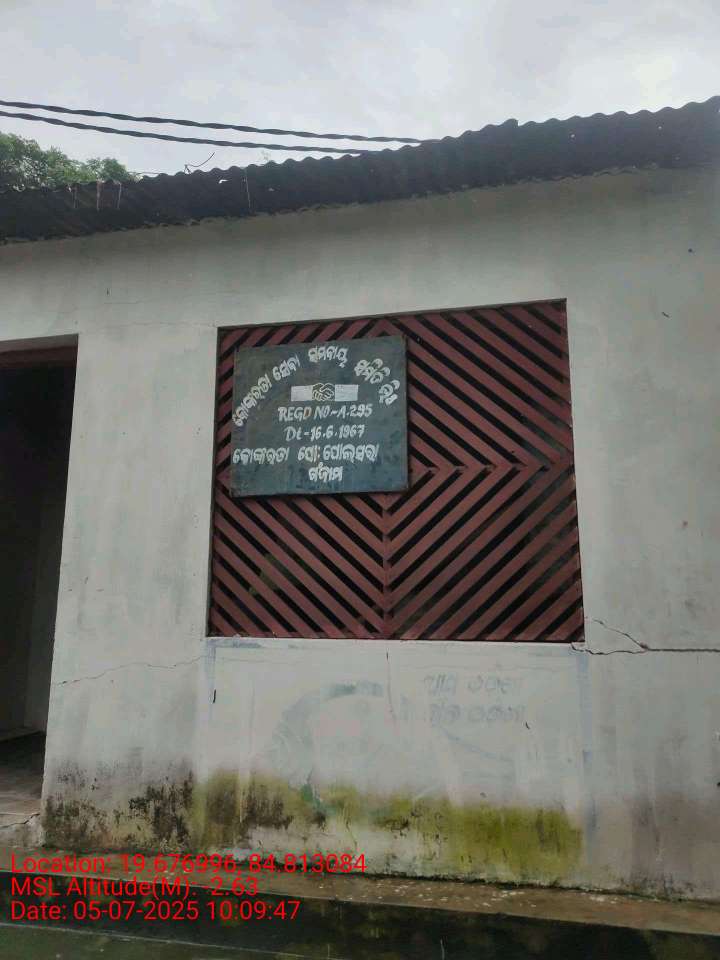 କୋଙ୍କରଡା ସେବା ସମବାୟ ସମିତି ଲିଃ
REGD NO-A.295
Dt-16.6.1967
କୋଙ୍କରଡା ପୋ: ପୋଲସରା
ଗଂଜାମ
Location: 19.676996, 84.813084
MSL Altitude(M): -2.63
Date: 05-07-2025 10:09:47